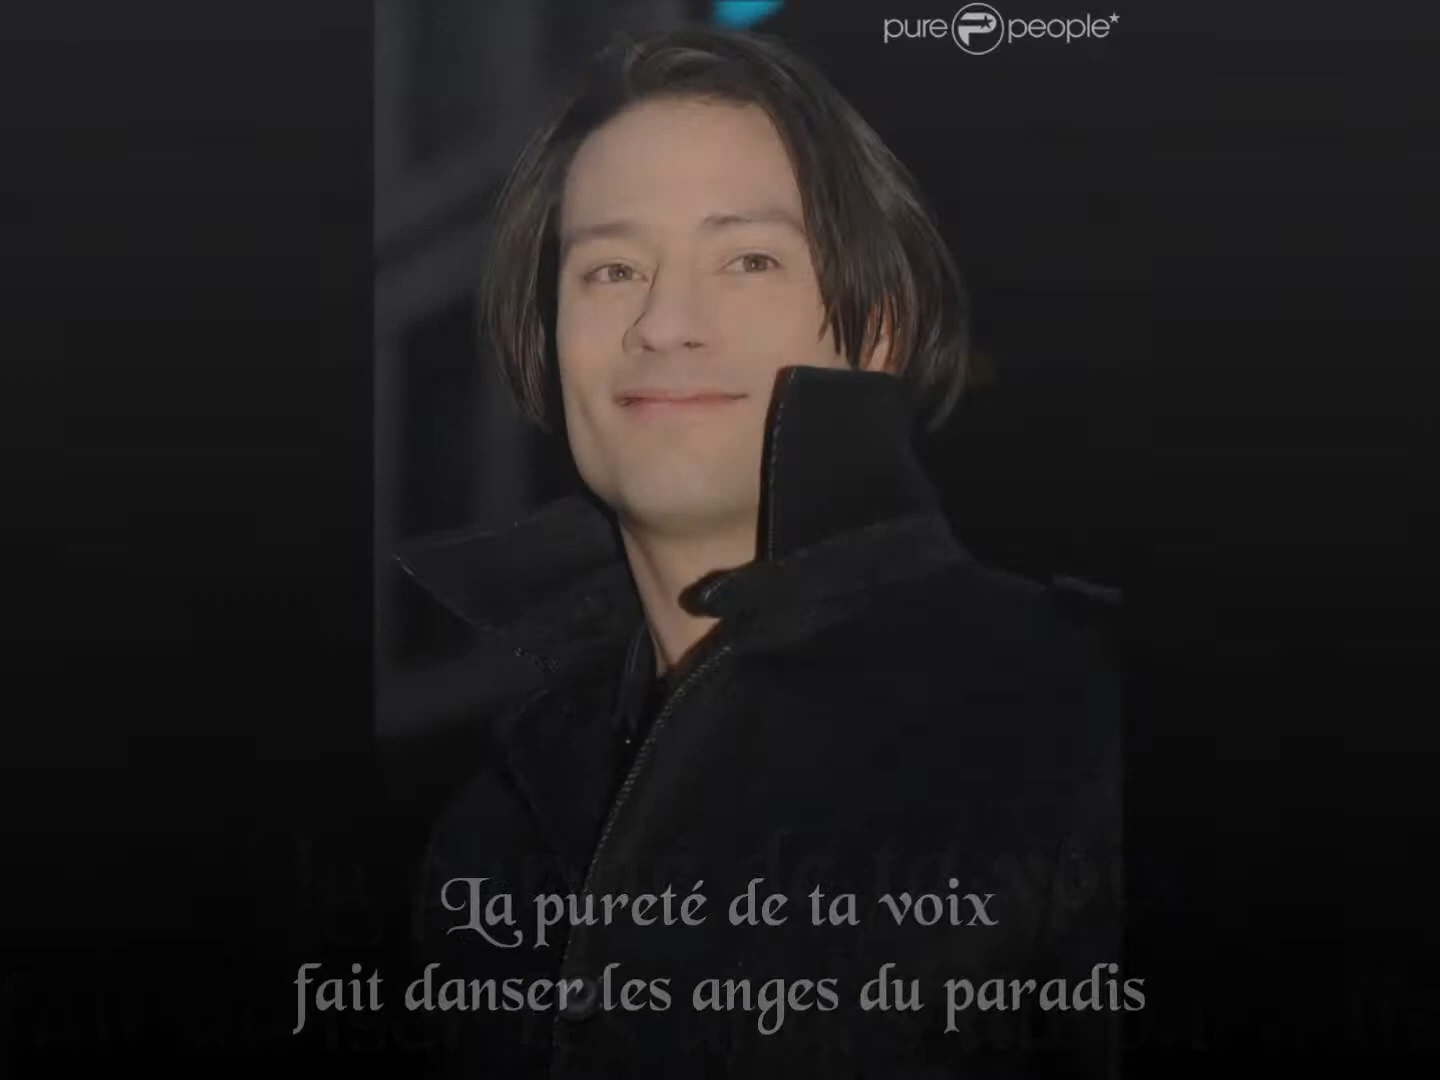 pure people*
La pureté de ta voix
fait danser les anges du paradis